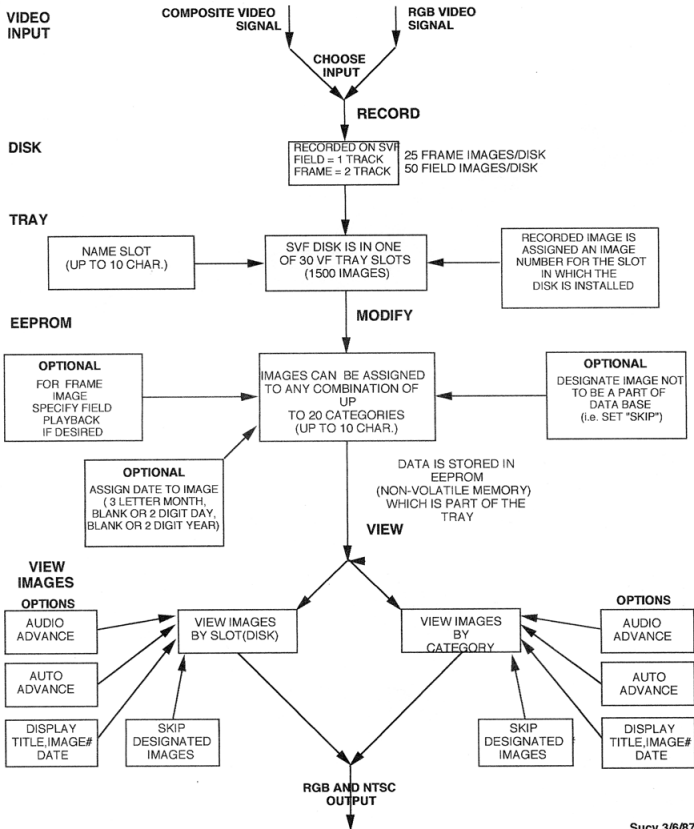 VIDEO
INPUT
COMPOSITE VIDEO
SIGNAL
RGB VIDEO
SIGNAL
CHOOSE
INPUT
RECORD
DISK
RECORDED ON SVF
FIELD = 1 TRACK
FRAME = 2 TRACK
25 FRAME IMAGES/DISK
50 FIELD IMAGES/DISK
TRAY
NAME SLOT
(UP TO 10 CHAR.)
SVF DISK IS IN ONE
OF 30 VF TRAY SLOTS
(1500 IMAGES)
RECORDED IMAGE IS
ASSIGNED AN IMAGE
NUMBER FOR THE SLOT
IN WHICH THE
DISK IS INSTALLED
MODIFY
EEPROM
OPTIONAL
FOR FRAME
IMAGE
SPECIFY FIELD
PLAYBACK
IF DESIRED
IMAGES CAN BE ASSIGNED
TO ANY COMBINATION OF
UP
TO 20 CATEGORIES
(UP TO 10 CHAR.)
OPTIONAL
DESIGNATE IMAGE NOT
TO BE A PART OF
DATA BASE
(i.e. SET "SKIP")
OPTIONAL
ASSIGN DATE TO IMAGE
( 3 LETTER MONTH,
BLANK OR 2 DIGIT DAY,
BLANK OR 2 DIGIT YEAR)
DATA IS STORED IN
EEPROM
(NON-VOLATILE MEMORY)
WHICH IS PART OF THE
TRAY
VIEW
VIEW
IMAGES
OPTIONS
AUDIO
ADVANCE
AUTO
ADVANCE
DISPLAY
TITLE,IMAGE#
DATE
VIEW IMAGES
BY SLOT(DISK)
SKIP
DESIGNATED
IMAGES
VIEW IMAGES
BY
CATEGORY
SKIP
DESIGNATED
IMAGES
OPTIONS
AUDIO
ADVANCE
AUTO
ADVANCE
DISPLAY
TITLE,IMAGE#
DATE
RGB AND NTSC
OUTPUT
Sucy 3/6/87